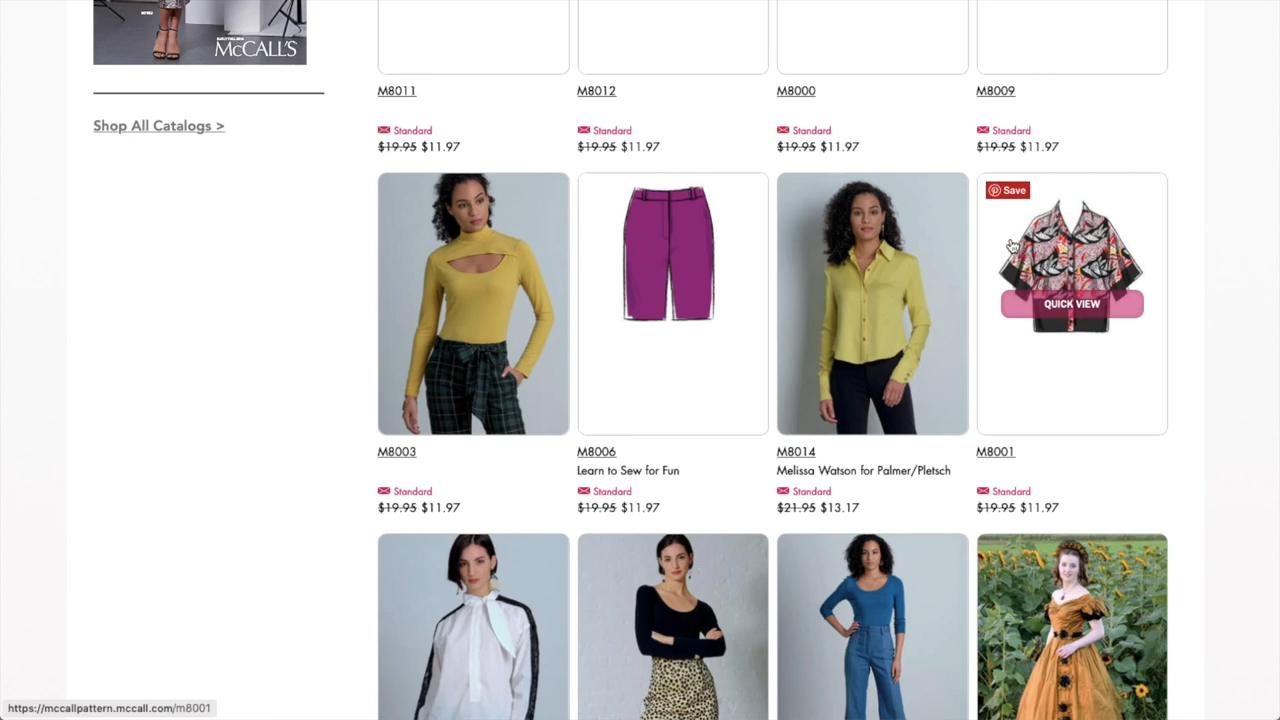 McCALL'S
Shop All Catalogs >
M8011
M8012
M8000
M8009
Standard
Standard
Standard
Standard
$19.95 $11.97
$19.95 $11.97
$19.95 $11.97
$19.95 $11.97
Save
QUICK VIEW
M8003
M8006
M8014
M8001
Learn to Sew for Fun
Melissa Watson for Palmer/Pletsch
Standard
Standard
Standard
Standard
$19.95 $11.97
$19.95 $11.97
$21.95 $13.17
$19.95 $11.97
https://mccallpattern.mccall.com/m8001